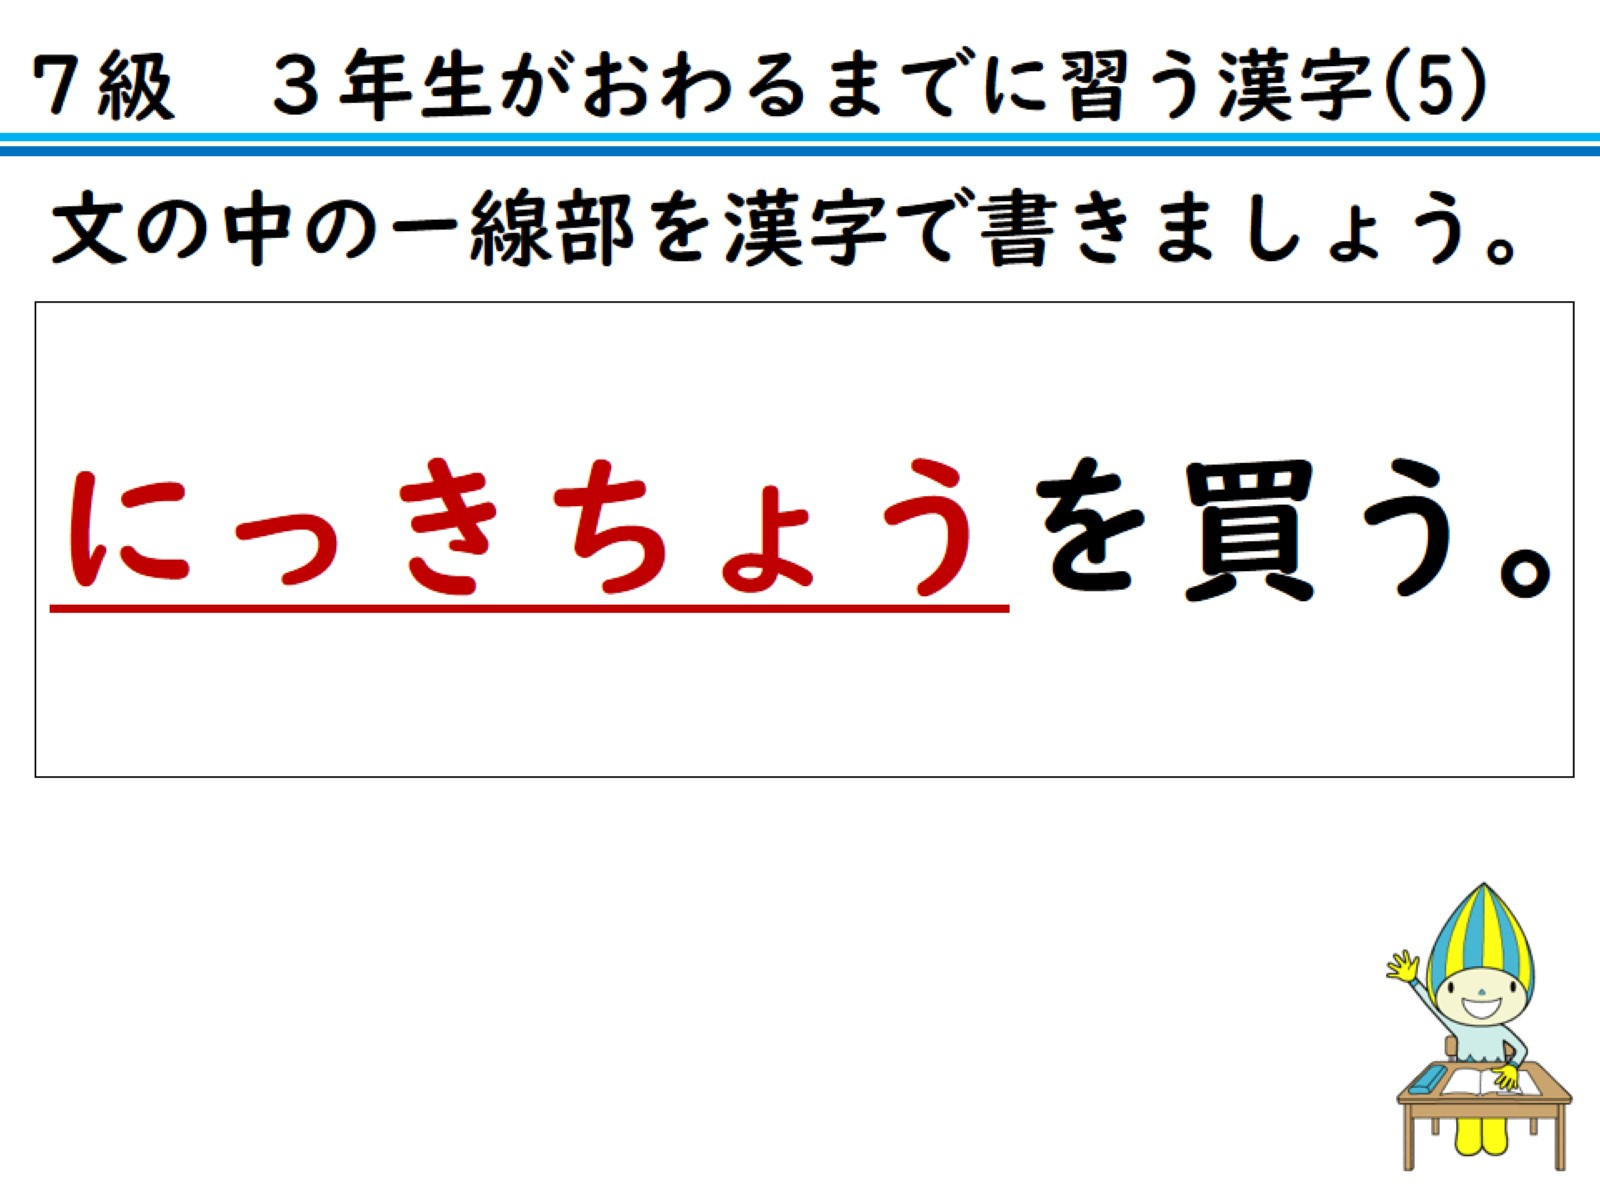 ７級　３年生がおわるまでに習う漢字(5)
文の中の一線部を漢字で書きましょう。
にっきちょうを買う。